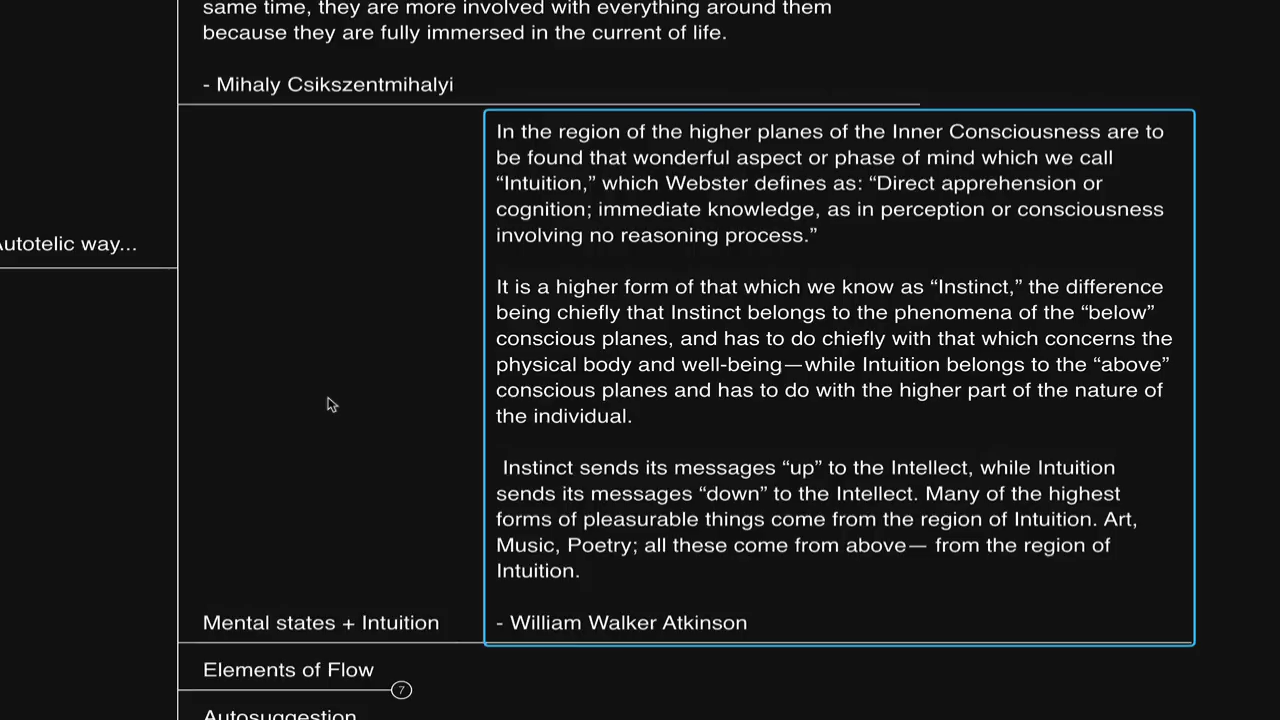 same time, they are more involved with everything around them
because they are fully immersed in the current of life.
- Mihaly Csikszentmihalyi
In the region of the higher planes of the Inner Consciousness are to
be found that wonderful aspect or phase of mind which we call
“Intuition,” which Webster defines as: “Direct apprehension or
cognition; immediate knowledge, as in perception or consciousness
involving no reasoning process.”
Autotelic way...
It is a higher form of that which we know as “Instinct,” the difference
being chiefly that Instinct belongs to the phenomena of the “below”
conscious planes, and has to do chiefly with that which concerns the
physical body and well-being—while Intuition belongs to the “above”
conscious planes and has to do with the higher part of the nature of
the individual.
Instinct sends its messages “up” to the Intellect, while Intuition
sends its messages “down” to the Intellect. Many of the highest
forms of pleasurable things come from the region of Intuition. Art,
Music, Poetry; all these come from above— from the region of
Intuition.
- William Walker Atkinson
Mental states + Intuition
Elements of Flow
7
Autosuggestion